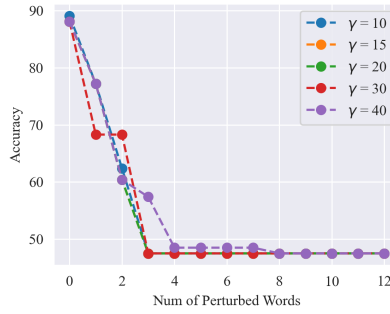 90
80
70
60
50
Accuracy
γ = 10
γ = 15
γ = 20
γ = 30
γ = 40
0 2 4 6 8 10 12
Num of Perturbed Words